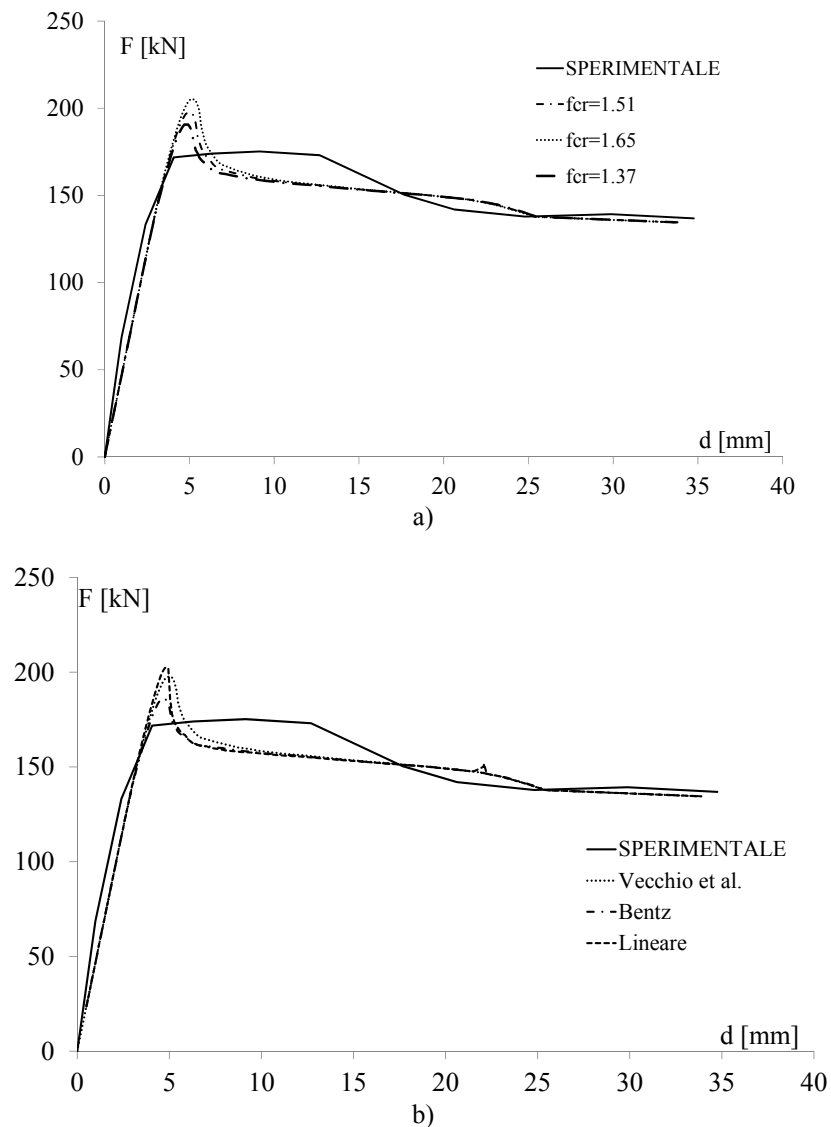 250
F [kN]
SPERIMENTALE
200
fcr=1.51
fcr=1.65
150
fcr=1.37
100
50
d [mm]
0
0 5 10 15 20 25 30 35 40
a)
250
F [kN]
200
150
100
SPERIMENTALE
Vecchio et al.
50
Bentz
Lineare
d [mm]
0
0 5 10 15 20 25 30 35 40
b)